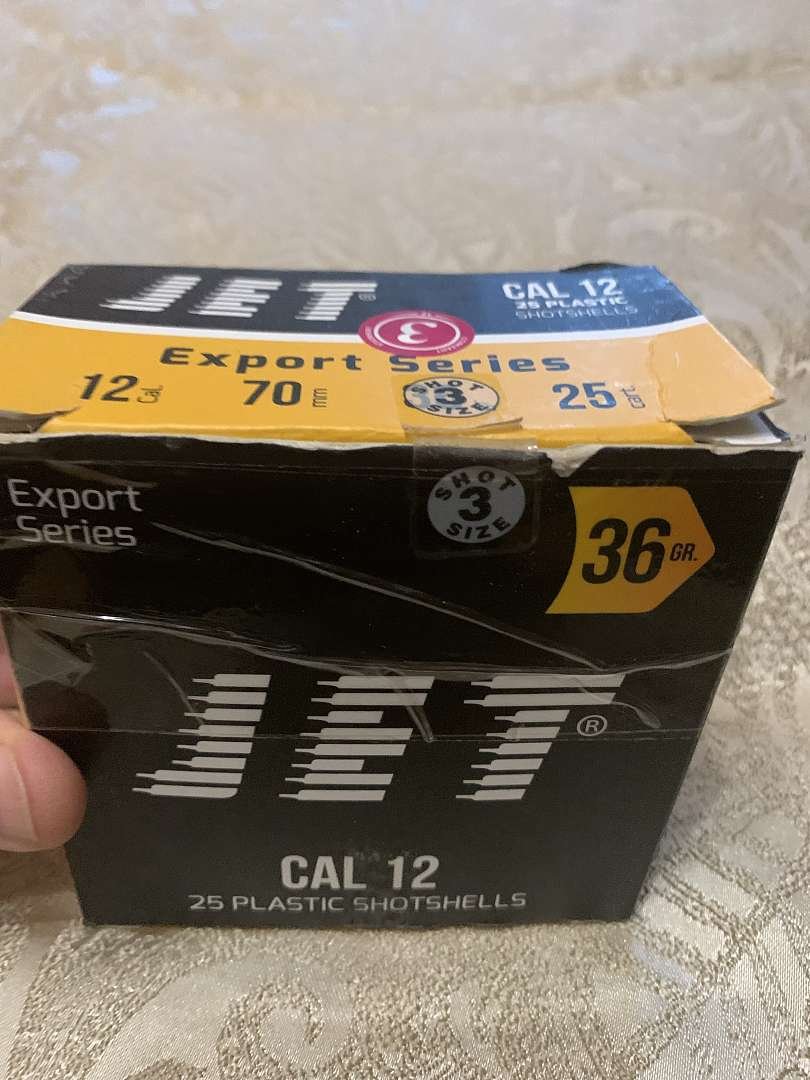 JET®
CAL 12
25 PLASTIC
SHOTSHELLS
Export Series
12 Cal.
70 mm
SHOT
3
SIZE
25 cart.
Export
Series
SHOT
3
SIZE
36 GR.
JET®
CAL 12
25 PLASTIC SHOTSHELLS